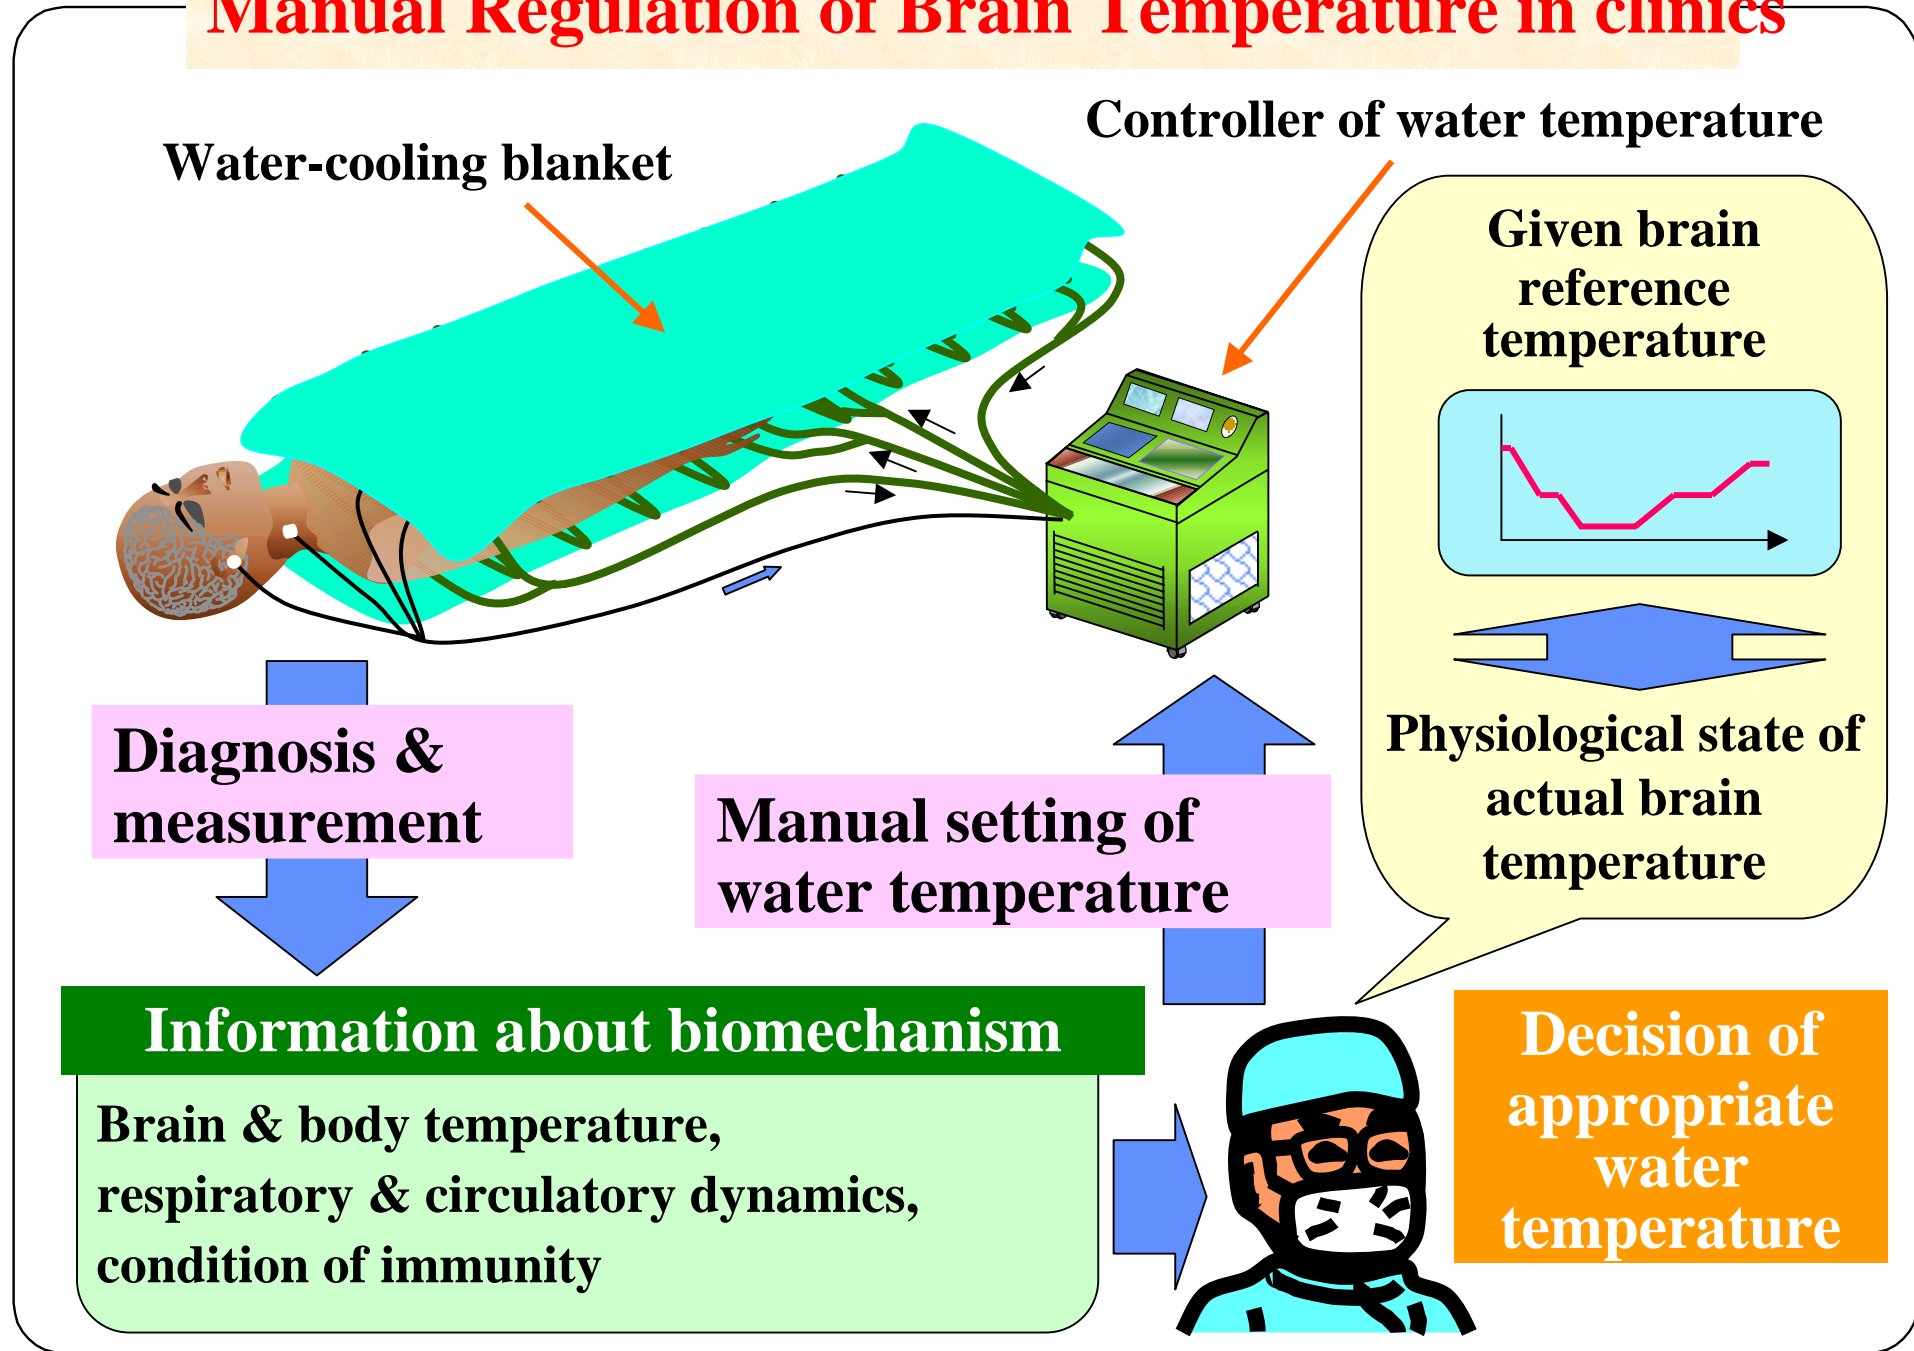 Manual Regulation of Brain Temperature in clinics
Controller of water temperature
Water-cooling blanket
Given brain
reference
temperature
Physiological state of
actual brain
temperature
Diagnosis &
measurement
Manual setting of
water temperature
Information about biomechanism
Brain & body temperature,
respiratory & circulatory dynamics,
condition of immunity
Decision of
appropriate
water
temperature